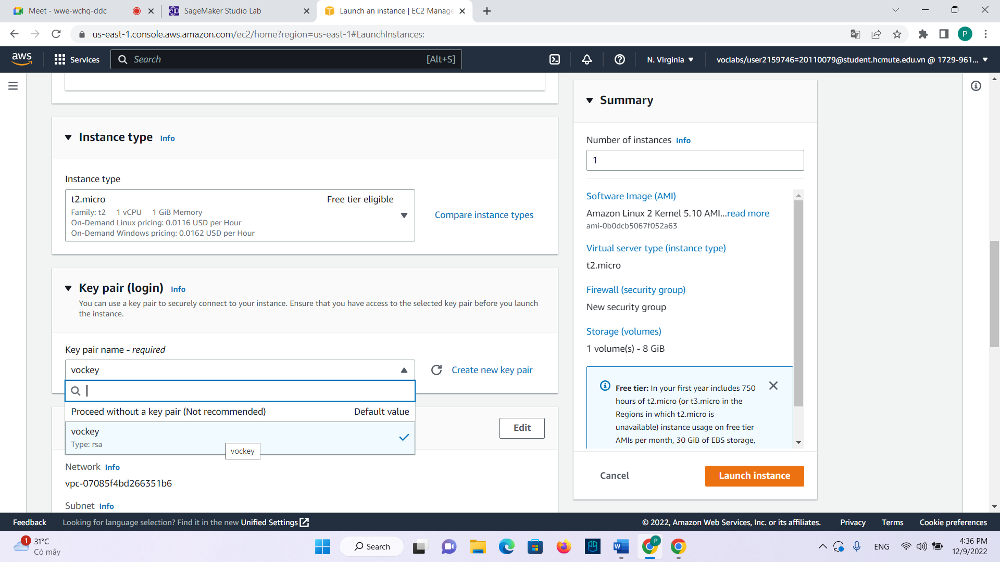 Meet - wwe-wchq-ddc
SageMaker Studio Lab
Launch an instance | EC2 Manage
us-east-1.console.aws.amazon.com/ec2/home?region=us-east-1#LaunchInstances:
P
aws
Services
Search
[Alt+S]
N. Virginia
voclabs/user2159746=20110079@student.hcmute.edu.vn @ 1729-961...
Instance type Info
Instance type
t2.micro
Free tier eligible
Family: t2 1 vCPU 1 GiB Memory
On-Demand Linux pricing: 0.0116 USD per Hour
On-Demand Windows pricing: 0.0162 USD per Hour
Compare instance types
Key pair (login) Info
You can use a key pair to securely connect to your instance. Ensure that you have access to the selected key pair before you launch
the instance.
Key pair name - required
vockey
Create new key pair
Proceed without a key pair (Not recommended)
Default value
vockey
Type: rsa
vockey
Edit
Network Info
vpc-07085f4bd266351b6
Subnet Info
Summary
Number of instances Info
1
Software Image (AMI)
Amazon Linux 2 Kernel 5.10 AMI...read more
ami-0b0dcb5067f052a63
Virtual server type (instance type)
t2.micro
Firewall (security group)
New security group
Storage (volumes)
1 volume(s) - 8 GiB
Free tier: In your first year includes 750
hours of t2.micro (or t3.micro in the
Regions in which t2.micro is
unavailable) instance usage on free tier
AMIs per month, 30 GiB of EBS storage,
Cancel
Launch instance
Feedback
Looking for language selection? Find it in the new Unified Settings
© 2022, Amazon Web Services, Inc. or its affiliates.
Privacy
Terms
Cookie preferences
1
31°C
Có mây
Search
P
ENG
4:36 PM
12/9/2022